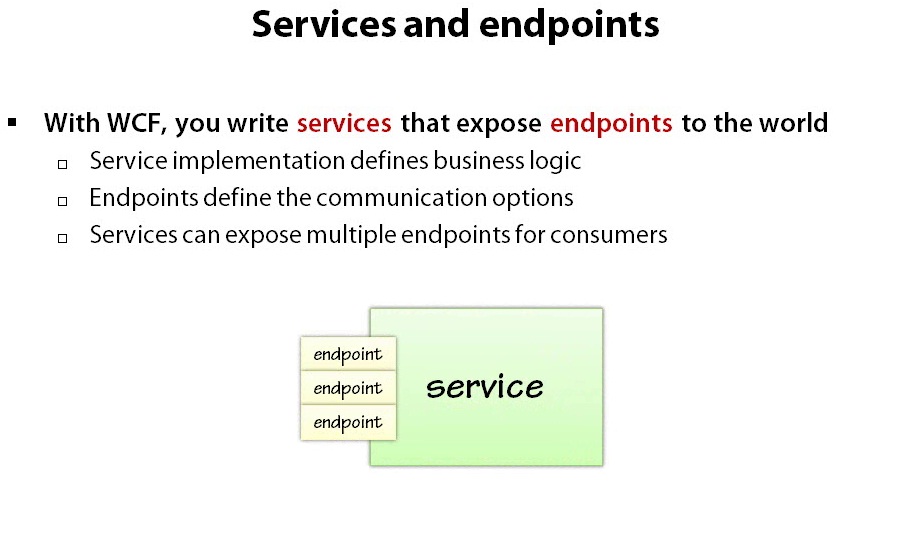 Services and endpoints
▪ With WCF, you write services that expose endpoints to the world
□ Service implementation defines business logic
□ Endpoints define the communication options
□ Services can expose multiple endpoints for consumers
endpoint
endpoint
endpoint
service